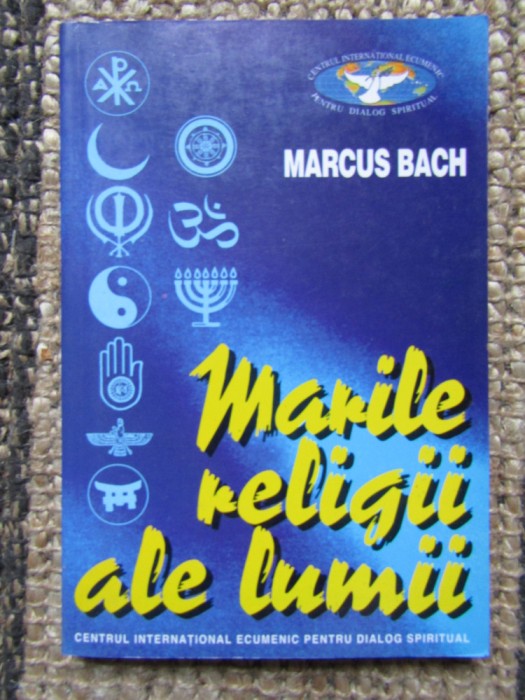 CENTRUL INTERNAȚIONAL ECUMENIC
PENTRU DIALOG SPIRITUAL
MARCUS BACH
Marile
religii
ale lumii
CENTRUL INTERNAȚIONAL ECUMENIC PENTRU DIALOG SPIRITUAL